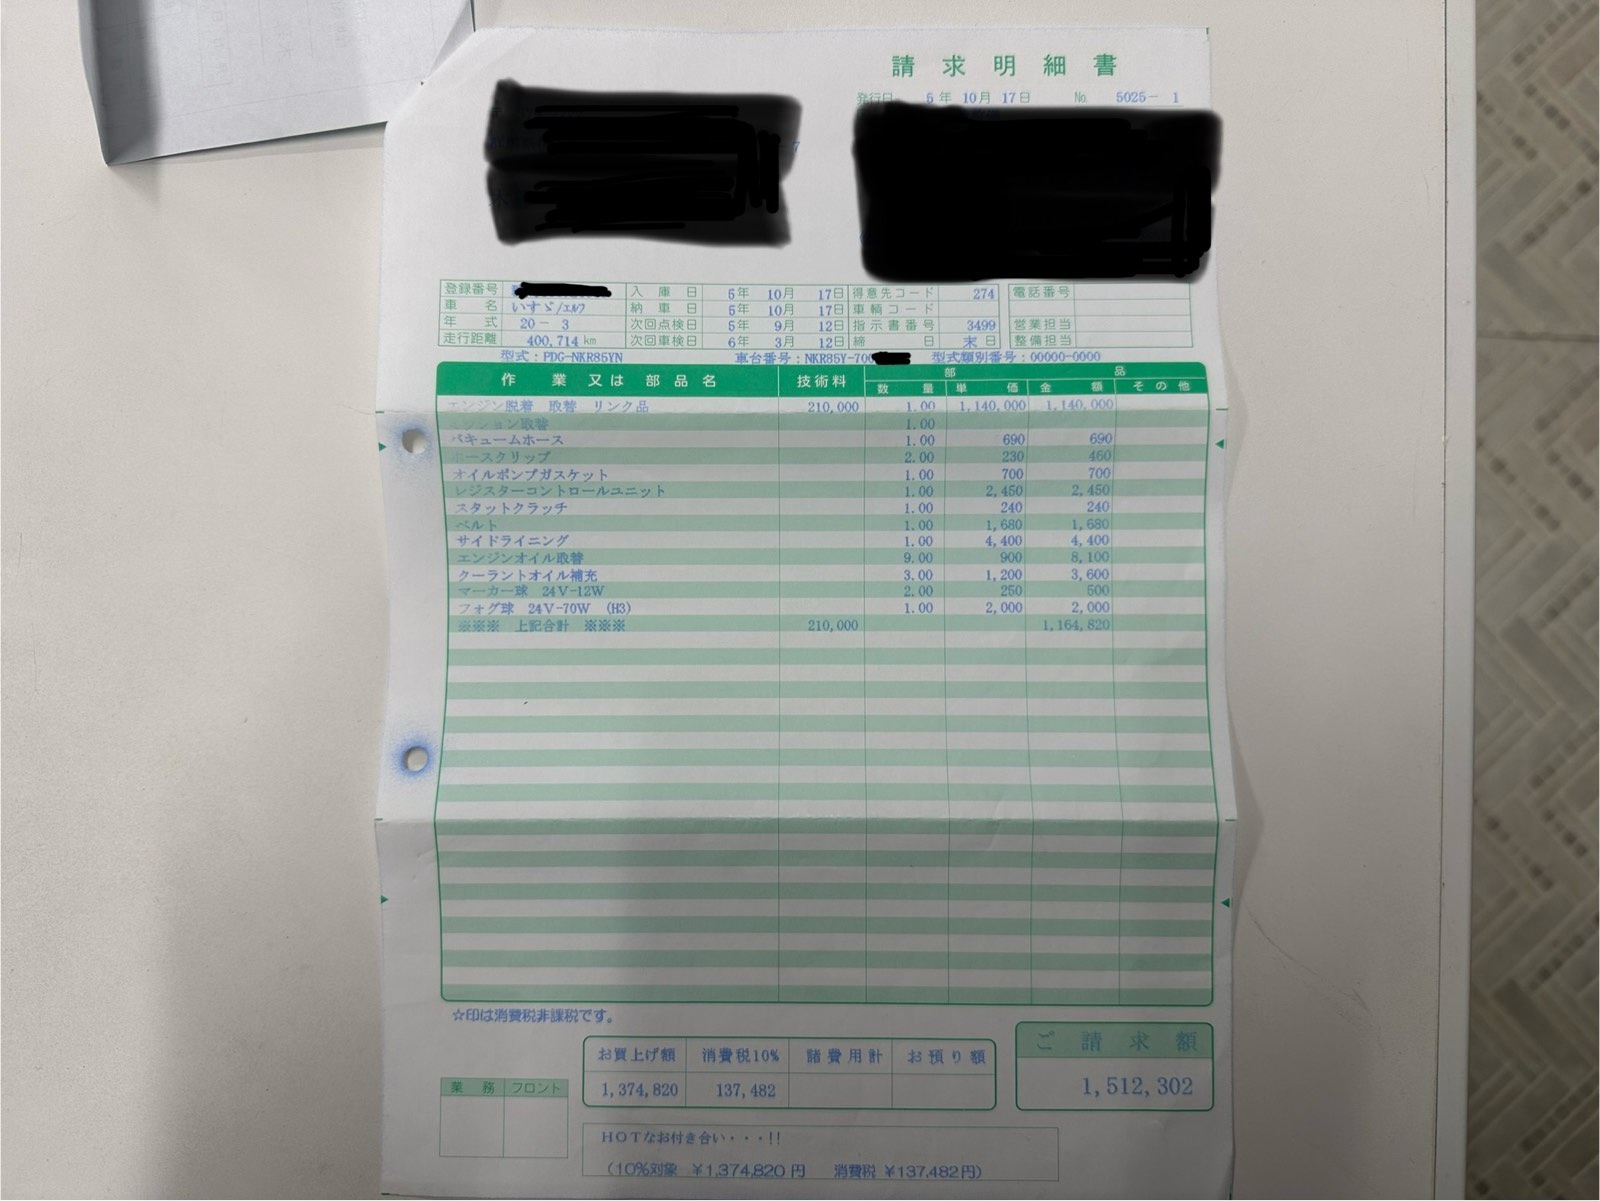 請求明細書
発行日 5年 10月 17日 No. 5025- 1
登録番号 入庫日 5年 10月 17日 得意先コード 274 電話番号
車名 いすゞ/エルフ 納車日 5年 10月 17日 車輌コード
年式 20- 3 次回点検日 5年 9月 12日 指示書番号 3499 営業担当
走行距離 400,714 km 次回車検日 6年 3月 12日 締日 末日 整備担当
型式:PDG-NKR85YN 車台番号:NKR85Y-700 型式類別番号:00000-0000
作業又は部品名 技術料 部品
数量 単価 金額 その他
エンジン脱着 取替 リンク品 210,000 1.00 1,140,000 1,140,000
ミッション取替 1.00
バキュームホース 1.00 690 690
ホースクリップ 2.00 230 460
オイルポンプガスケット 1.00 700 700
レジスターコントロールユニット 1.00 2,450 2,450
スタットクラッチ 1.00 240 240
ベルト 1.00 1,680 1,680
サイドライニング 1.00 4,400 4,400
エンジンオイル取替 9.00 900 8,100
クーラントオイル補充 3.00 1,200 3,600
マーカー球 24V-12W 2.00 250 500
フォグ球 24V-70W (H3) 1.00 2,000 2,000
※※※ 上記合計 ※※※ 210,000 1,164,820
☆印は消費税非課税です。
お買上げ額 消費税10% 諸費用計 お預り額 ご請求額
1,374,820 137,482 1,512,302
業務 フロント
HOTなお付き合い・・・!!
(10%対象 ¥1,374,820円 消費税 ¥137,482円)